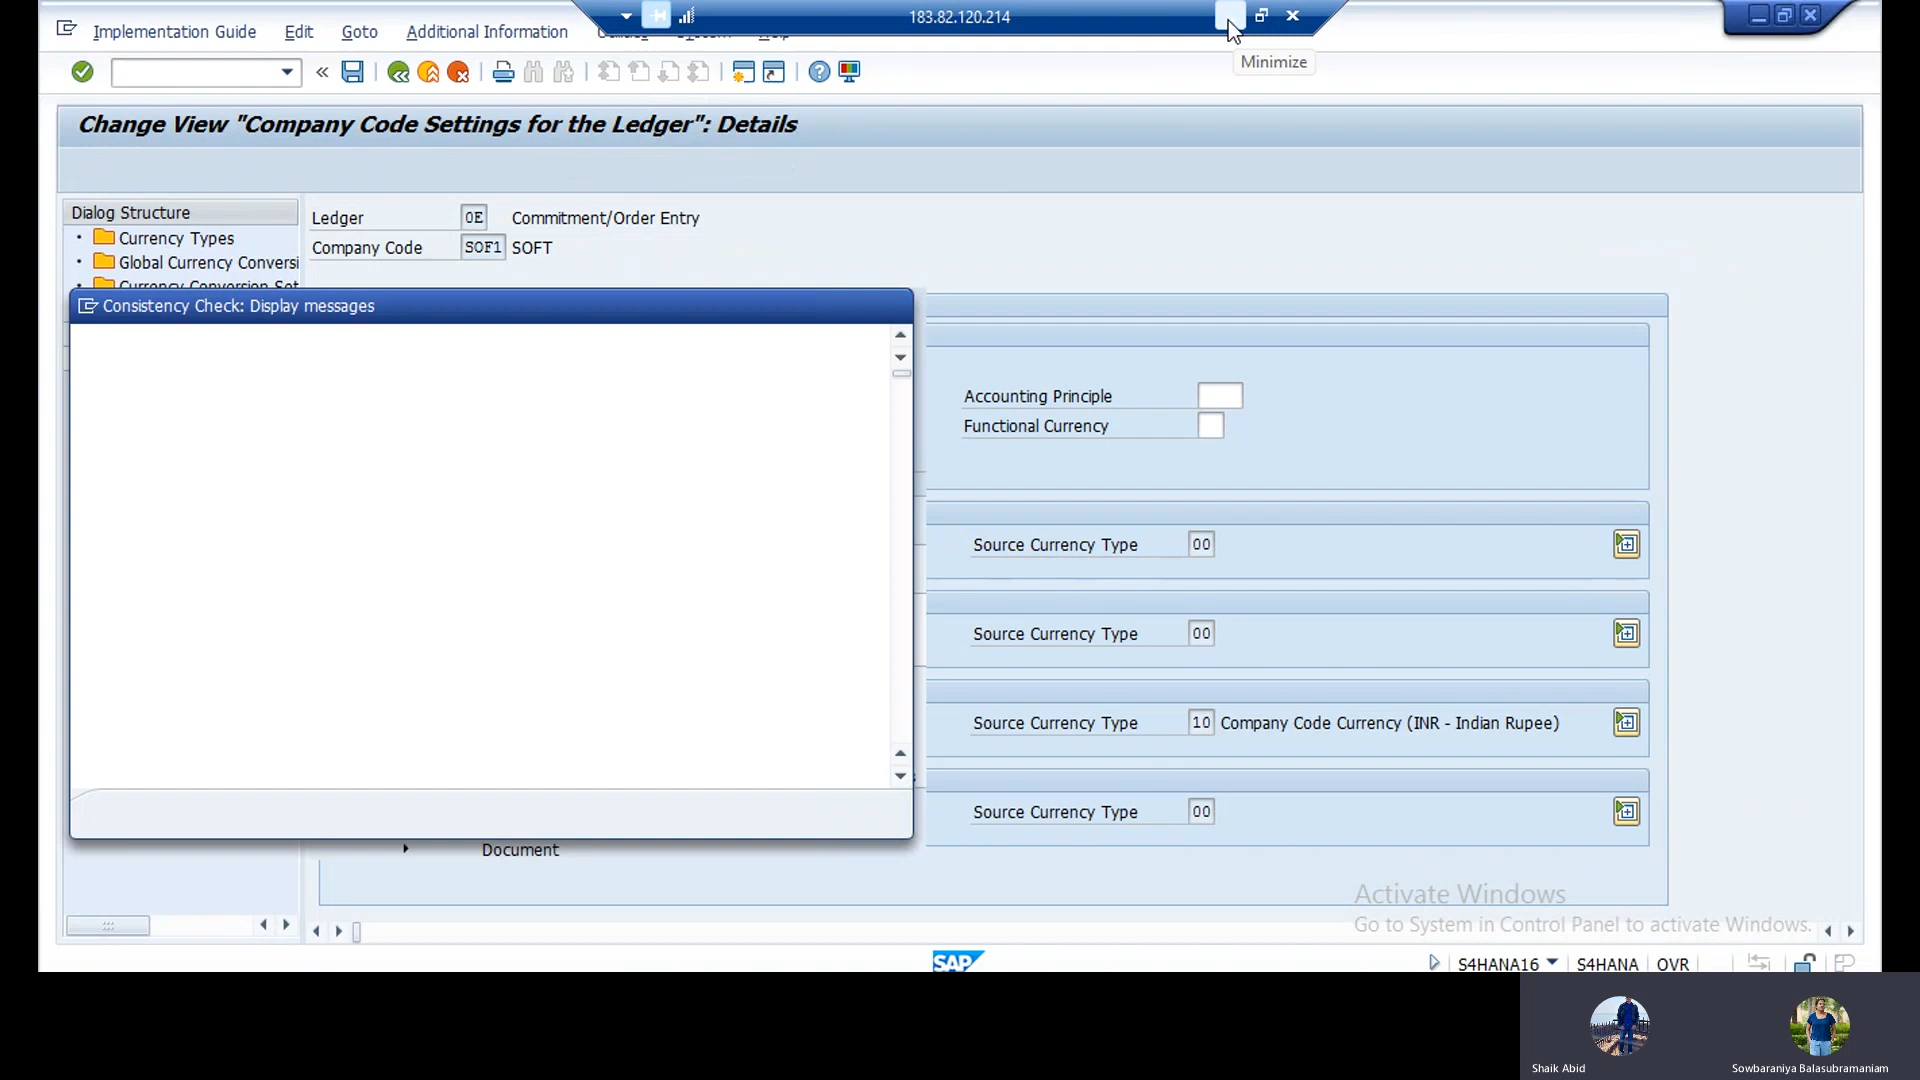 183.82.120.214
Implementation Guide Edit Goto Additional Information
Minimize
Change View "Company Code Settings for the Ledger": Details
Dialog Structure
Currency Types
Global Currency Conversi
Currency Conversion Set
Ledger 0E Commitment/Order Entry
Company Code SOF1 SOFT
Consistency Check: Display messages
Accounting Principle
Functional Currency
Source Currency Type 00
Source Currency Type 00
Source Currency Type 10 Company Code Currency (INR - Indian Rupee)
Source Currency Type 00
Document
Activate Windows
Go to System in Control Panel to activate Windows.
SAP
S4HANA16 S4HANA OVR
Shaik Abid
Sowbaraniya Balasubramaniam